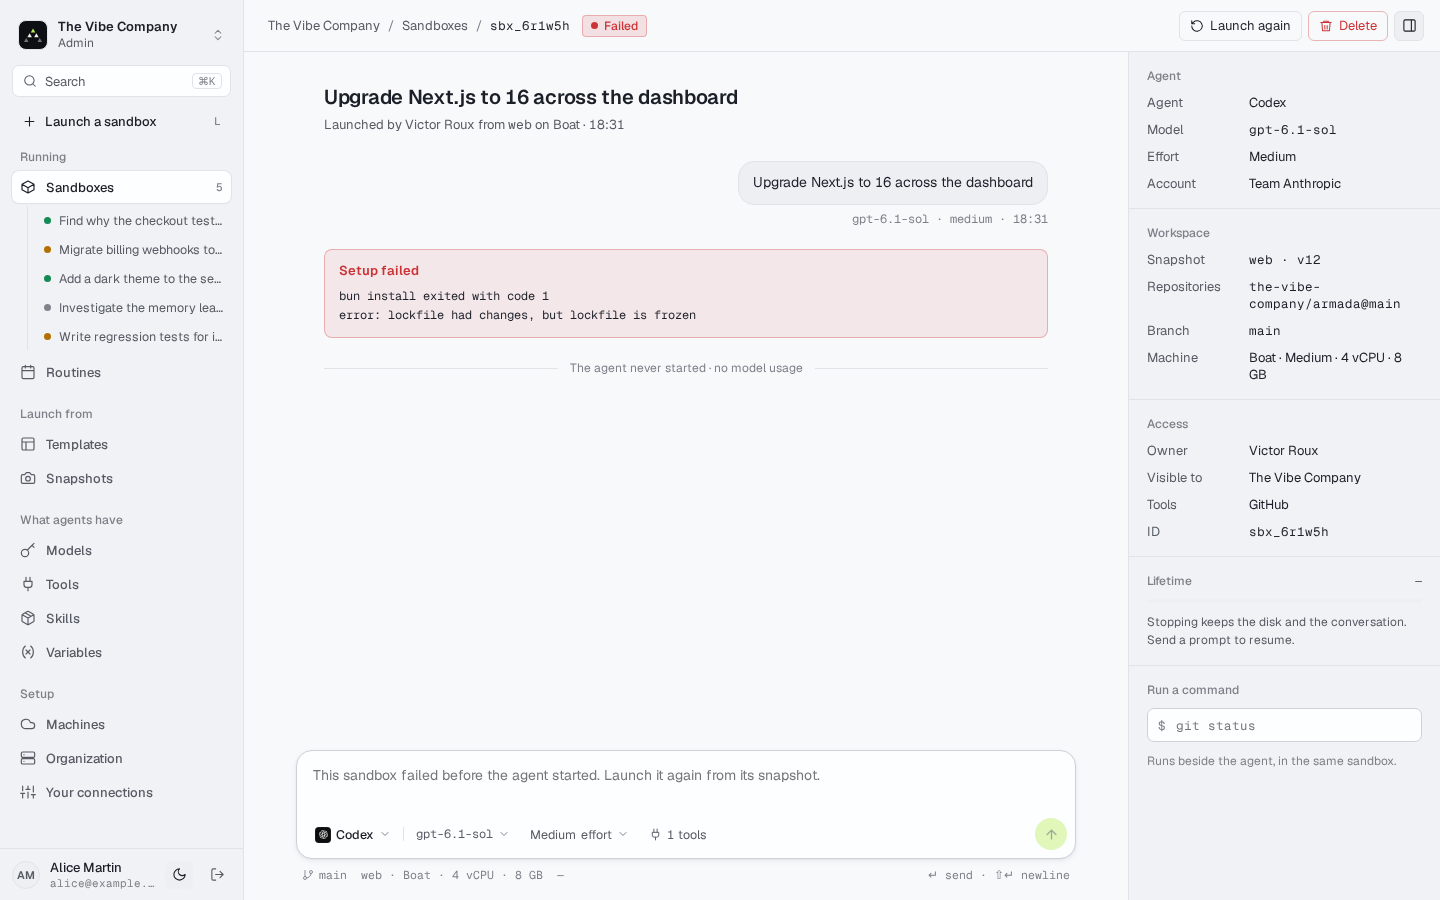 The Vibe Company
Admin
Search ⌘K
Launch a sandbox L
Running
Sandboxes 5
Find why the checkout test...
Migrate billing webhooks to...
Add a dark theme to the se...
Investigate the memory lea...
Write regression tests for i...
Routines
Launch from
Templates
Snapshots
What agents have
Models
Tools
Skills
Variables
Setup
Machines
Organization
Your connections
AM
Alice Martin
alice@example....
The Vibe Company / Sandboxes / sbx_6r1w5h Failed
Launch again Delete
Upgrade Next.js to 16 across the dashboard
Launched by Victor Roux from web on Boat · 18:31
Upgrade Next.js to 16 across the dashboard
gpt-6.1-sol · medium · 18:31
Setup failed
bun install exited with code 1
error: lockfile had changes, but lockfile is frozen
The agent never started · no model usage
This sandbox failed before the agent started. Launch it again from its snapshot.
Codex gpt-6.1-sol Medium effort 1 tools
main web · Boat · 4 vCPU · 8 GB —
↵ send · ⇧↵ newline
Agent
Agent Codex
Model gpt-6.1-sol
Effort Medium
Account Team Anthropic
Workspace
Snapshot web · v12
Repositories the-vibe-
company/armada@main
Branch main
Machine Boat · Medium · 4 vCPU · 8
GB
Access
Owner Victor Roux
Visible to The Vibe Company
Tools GitHub
ID sbx_6r1w5h
Lifetime —
Stopping keeps the disk and the conversation.
Send a prompt to resume.
Run a command
$ git status
Runs beside the agent, in the same sandbox.